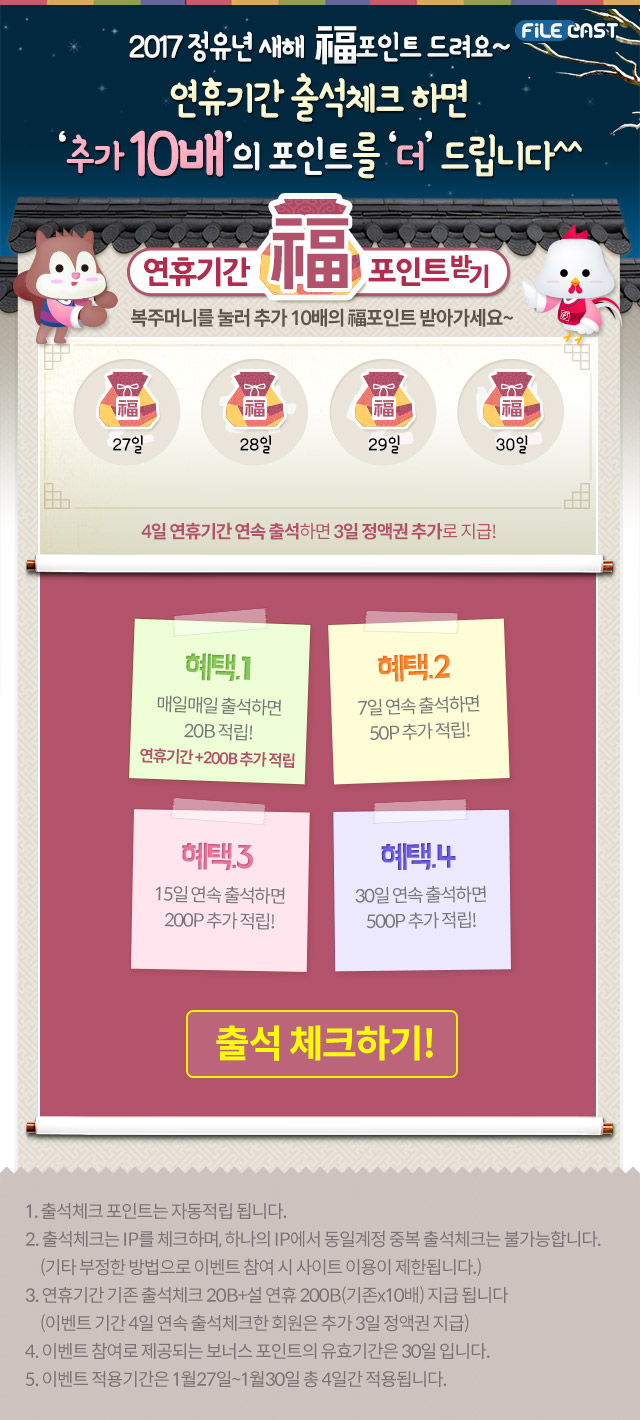 FiLE CAST
2017 정유년 새해 福포인트 드려요~
연휴기간 출석체크 하면
‘추가 10배’의 포인트를 ‘더’ 드립니다^^
연휴기간 福 포인트받기
복주머니를 눌러 추가 10배의 福포인트 받아가세요~
福 福 福 福
27일 28일 29일 30일
4일 연휴기간 연속 출석하면 3일 정액권 추가로 지급!
혜택.1
매일매일 출석하면
20B 적립!
연휴기간 +200B 추가 적립
혜택.2
7일 연속 출석하면
50P 추가 적립!
혜택.3
15일 연속 출석하면
200P 추가 적립!
혜택.4
30일 연속 출석하면
500P 추가 적립!
출석 체크하기!
1. 출석체크 포인트는 자동적립 됩니다.
2. 출석체크는 IP를 체크하며, 하나의 IP에서 동일계정 중복 출석체크는 불가능합니다.
(기타 부정한 방법으로 이벤트 참여 시 사이트 이용이 제한됩니다.)
3. 연휴기간 기존 출석체크 20B+설 연휴 200B(기존x10배) 지급 됩니다
(이벤트 기간 4일 연속 출석체크한 회원은 추가 3일 정액권 지급)
4. 이벤트 참여로 제공되는 보너스 포인트의 유효기간은 30일 입니다.
5. 이벤트 적용기간은 1월27일~1월30일 총 4일간 적용됩니다.